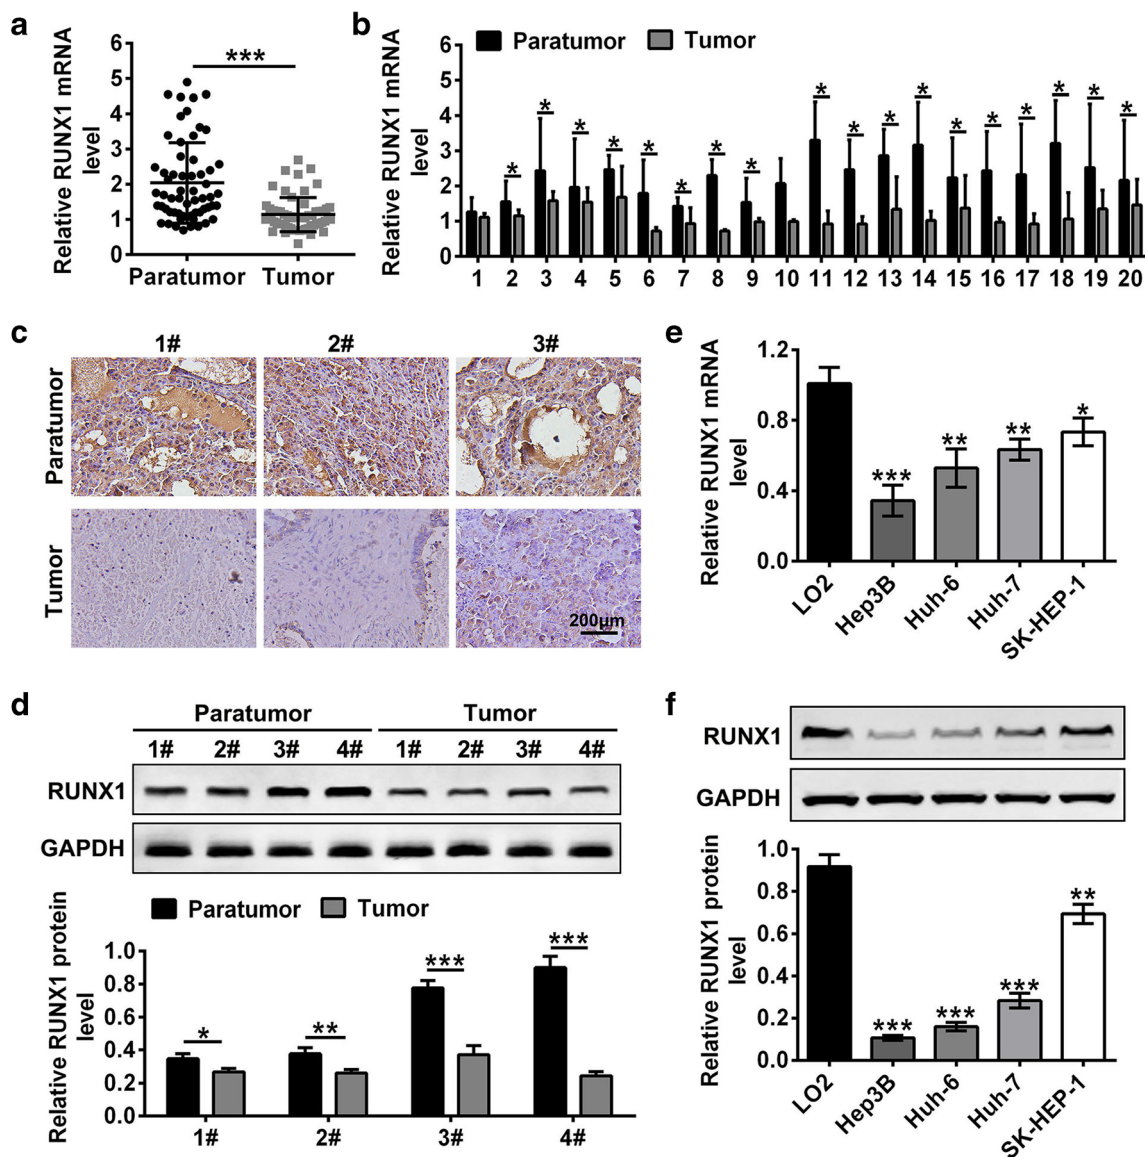 a
Relative RUNX1 mRNA
level
6
5
4
3
2
1
0
***
Paratumor Tumor
b
Paratumor Tumor
Relative RUNX1 mRNA
level
6
5
4
3
2
1
0
* * * * * * * * * * * * * * * * * *
1 2 3 4 5 6 7 8 9 10 11 12 13 14 15 16 17 18 19 20
c
1# 2# 3#
Paratumor
Tumor
200μm
d
Paratumor Tumor
1# 2# 3# 4# 1# 2# 3# 4#
RUNX1
GAPDH
Paratumor Tumor
Relative RUNX1 protein
level
1.0
0.8
0.6
0.4
0.2
0.0
* ** *** ***
1# 2# 3# 4#
e
Relative RUNX1 mRNA
level
1.2
0.8
0.4
0.0
*** ** ** *
LO2 Hep3B Huh-6 Huh-7 SK-HEP-1
f
RUNX1
GAPDH
Relative RUNX1 protein
level
1.0
0.8
0.6
0.4
0.2
0.0
*** *** *** **
LO2 Hep3B Huh-6 Huh-7 SK-HEP-1